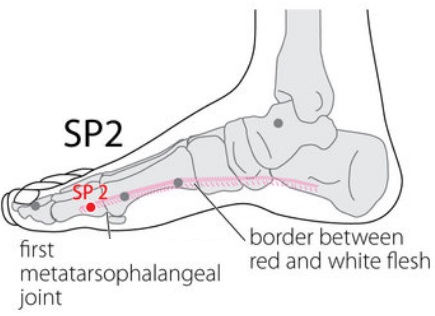 SP2
SP 2
first
metatarsophalangeal
joint
border between
red and white flesh